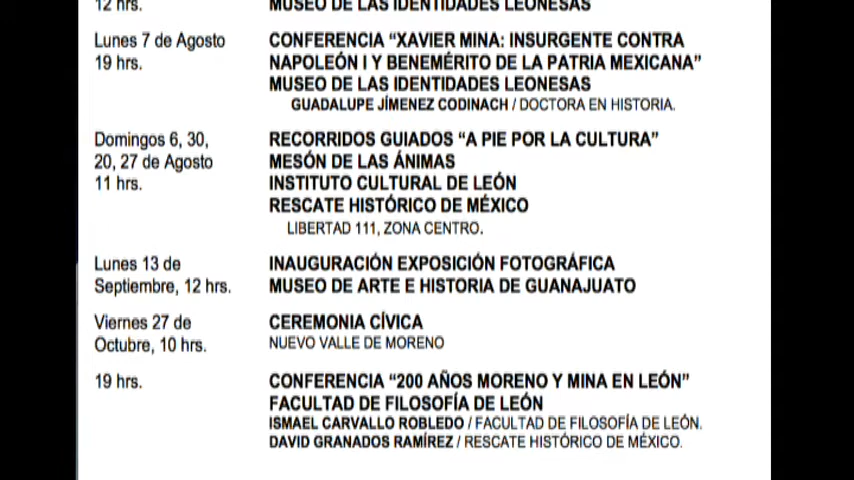 12 hrs.
MUSEO DE LAS IDENTIDADES LEONESAS
Lunes 7 de Agosto
19 hrs.
CONFERENCIA “XAVIER MINA: INSURGENTE CONTRA
NAPOLEÓN I Y BENEMÉRITO DE LA PATRIA MEXICANA”
MUSEO DE LAS IDENTIDADES LEONESAS
GUADALUPE JÍMENEZ CODINACH / DOCTORA EN HISTORIA.
Domingos 6, 30,
20, 27 de Agosto
11 hrs.
RECORRIDOS GUIADOS “A PIE POR LA CULTURA”
MESÓN DE LAS ÁNIMAS
INSTITUTO CULTURAL DE LEÓN
RESCATE HISTÓRICO DE MÉXICO
LIBERTAD 111, ZONA CENTRO.
Lunes 13 de
Septiembre, 12 hrs.
INAUGURACIÓN EXPOSICIÓN FOTOGRÁFICA
MUSEO DE ARTE E HISTORIA DE GUANAJUATO
Viernes 27 de
Octubre, 10 hrs.
CEREMONIA CÍVICA
NUEVO VALLE DE MORENO
19 hrs.
CONFERENCIA “200 AÑOS MORENO Y MINA EN LEÓN”
FACULTAD DE FILOSOFÍA DE LEÓN
ISMAEL CARVALLO ROBLEDO / FACULTAD DE FILOSOFÍA DE LEÓN.
DAVID GRANADOS RAMÍREZ / RESCATE HISTÓRICO DE MÉXICO.